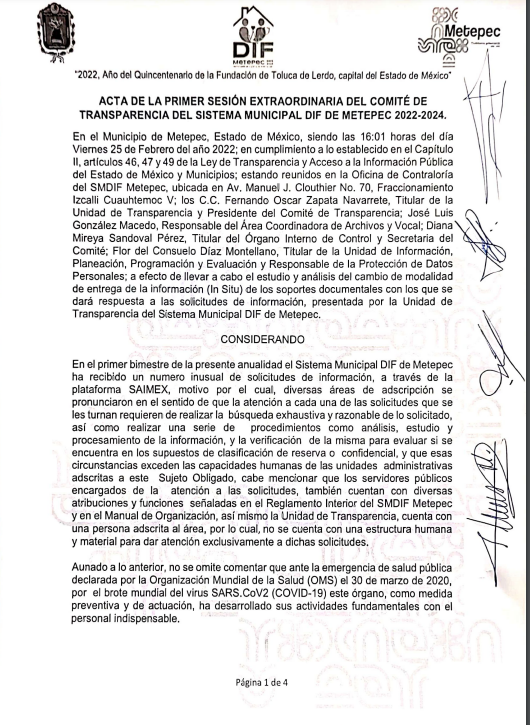 DIF
METEPEC
Metepec
"2022, Año del Quincentenario de la Fundación de Toluca de Lerdo, capital del Estado de México"
ACTA DE LA PRIMER SESIÓN EXTRAORDINARIA DEL COMITÉ DE
TRANSPARENCIA DEL SISTEMA MUNICIPAL DIF DE METEPEC 2022-2024.
En el Municipio de Metepec, Estado de México, siendo las 16:01 horas del día
Viernes 25 de Febrero del año 2022; en cumplimiento a lo establecido en el Capítulo
II, artículos 46, 47 y 49 de la Ley de Transparencia y Acceso a la Información Pública
del Estado de México y Municipios; estando reunidos en la Oficina de Contraloría
del SMDIF Metepec, ubicada en Av. Manuel J. Clouthier No. 70, Fraccionamiento
Izcalli Cuauhtemoc V; los C.C. Fernando Oscar Zapata Navarrete, Titular de la
Unidad de Transparencia y Presidente del Comité de Transparencia; José Luis
González Macedo, Responsable del Área Coordinadora de Archivos y Vocal; Diana
Mireya Sandoval Pérez, Titular del Órgano Interno de Control y Secretaria del
Comité; Flor del Consuelo Díaz Montellano, Titular de la Unidad de Información,
Planeación, Programación y Evaluación y Responsable de la Protección de Datos
Personales; a efecto de llevar a cabo el estudio y análisis del cambio de modalidad
de entrega de la información (In Situ) de los soportes documentales con los que se
dará respuesta a las solicitudes de información, presentada por la Unidad de
Transparencia del Sistema Municipal DIF de Metepec.
CONSIDERANDO
En el primer bimestre de la presente anualidad el Sistema Municipal DIF de Metepec
ha recibido un numero inusual de solicitudes de información, a través de la
plataforma SAIMEX, motivo por el cual, diversas áreas de adscripción se
pronunciaron en el sentido de que la atención a cada una de las solicitudes que se
les turnan requieren de realizar la búsqueda exhaustiva y razonable de lo solicitado,
así como realizar una serie de procedimientos como análisis, estudio y
procesamiento de la información, y la verificación de la misma para evaluar si se
encuentra en los supuestos de clasificación de reserva o confidencial, y que esas
circunstancias exceden las capacidades humanas de las unidades administrativas
adscritas a este Sujeto Obligado, cabe mencionar que los servidores públicos
encargados de la atención a las solicitudes, también cuentan con diversas
atribuciones y funciones señaladas en el Reglamento Interior del SMDIF Metepec
y en el Manual de Organización, así mismo la Unidad de Transparencia, cuenta con
una persona adscrita al área, por lo cual, no se cuenta con una estructura humana
y material para dar atención exclusivamente a dichas solicitudes.
Aunado a lo anterior, no se omite comentar que ante la emergencia de salud pública
declarada por la Organización Mundial de la Salud (OMS) el 30 de marzo de 2020,
por el brote mundial del virus SARS.CoV2 (COVID-19) este órgano, como medida
preventiva y de actuación, ha desarrollado sus actividades fundamentales con el
personal indispensable.
Página 1 de 4